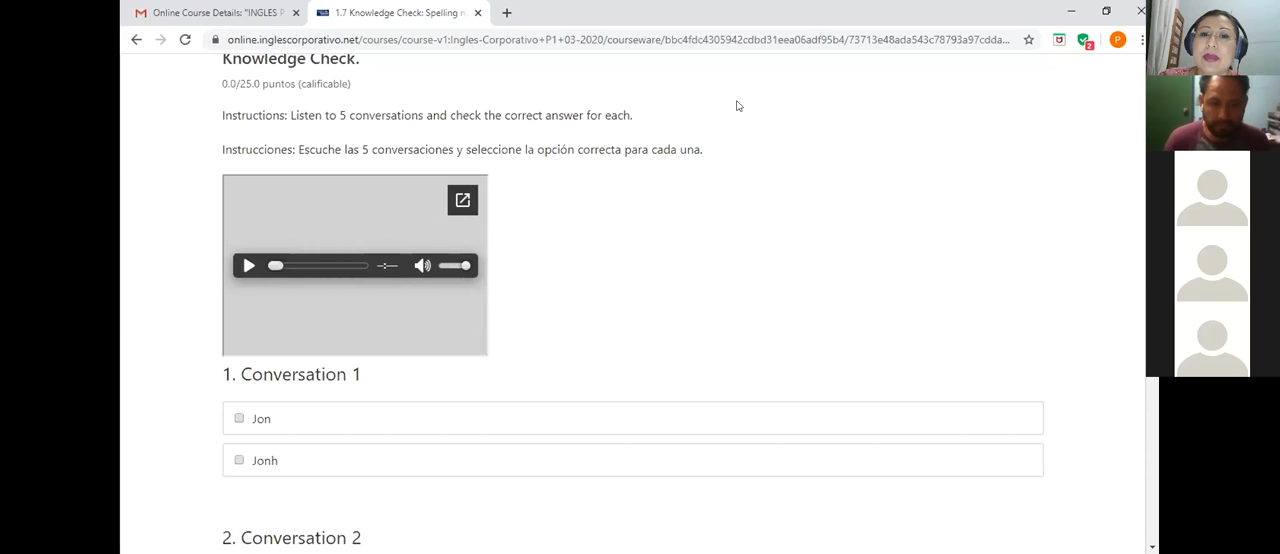 Online Course Details: "INGLES P
1.7 Knowledge Check: Spelling n
online.inglescorporativo.net/courses/course-v1:Ingles-Corporativo+P1+03-2020/courseware/bbc4fdc4305942cdbd31eea06adf95b4/73713e48ada543c78793a97cdda...
2
P
Knowledge Check.
0.0/25.0 puntos (calificable)
Instructions: Listen to 5 conversations and check the correct answer for each.
Instrucciones: Escuche las 5 conversaciones y seleccione la opción correcta para cada una.
1. Conversation 1
Jon
Jonh
2. Conversation 2